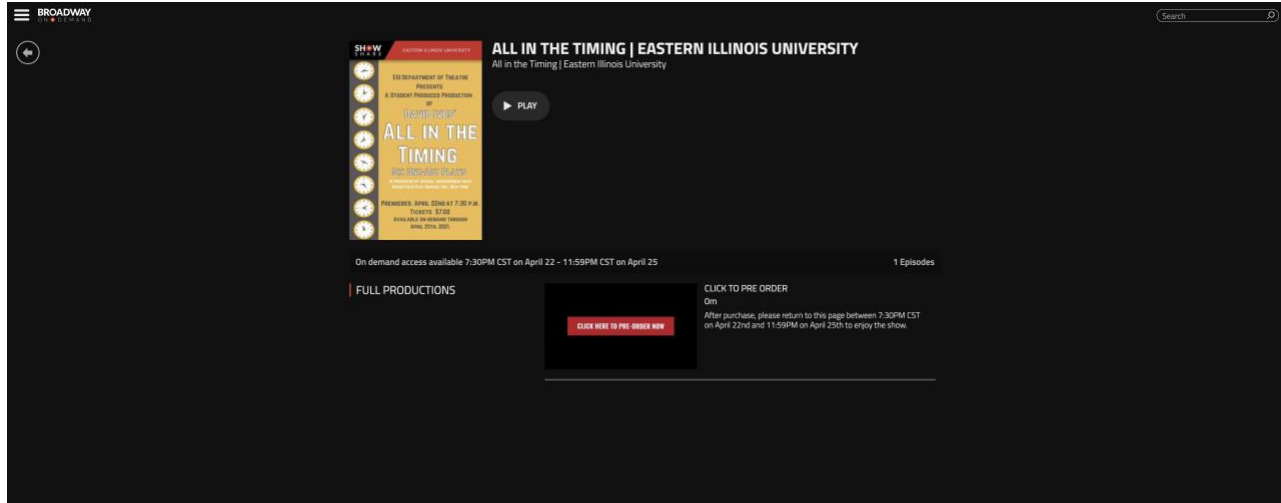 BROADWAY
ON DEMAND
Search
SHOW
SHARE
EASTERN ILLINOIS UNIVERSITY
EIU DEPARTMENT OF THEATRE
PRESENTS
A STUDENT PRODUCED PRODUCTION
OF
DAVID IVES'
ALL IN THE
TIMING
SIX ONE-ACT PLAYS
PREMIERES: APRIL 22ND AT 7:30 P.M.
TICKETS $7.00
AVAILABLE ON-DEMAND THROUGH
APRIL 25TH, 2021.
ALL IN THE TIMING | EASTERN ILLINOIS UNIVERSITY
All in the Timing | Eastern Illinois University
PLAY
On demand access available 7:30PM CST on April 22 - 11:59PM CST on April 25
1 Episodes
FULL PRODUCTIONS
CLICK HERE TO PRE-ORDER NOW
CLICK TO PRE ORDER
0m
After purchase, please return to this page between 7:30PM CST
on April 22nd and 11:59PM on April 25th to enjoy the show.